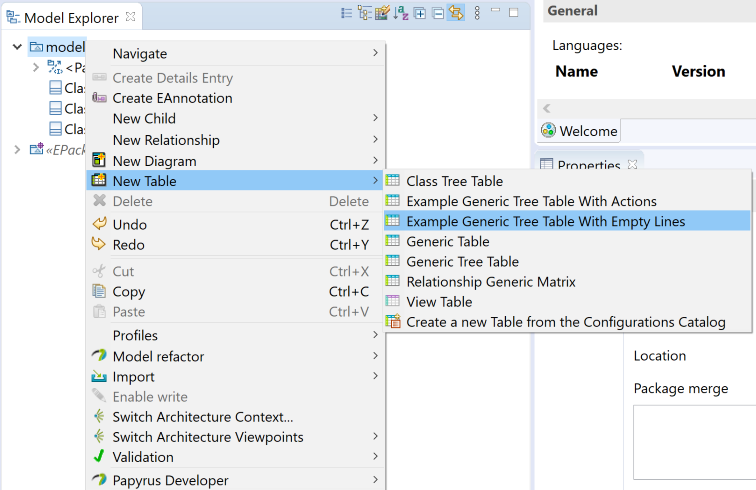 Model Explorer
General
Languages:
Name Version
Welcome
Properties
model
<Pa
Cla
Cla
Cla
«EPack
Navigate
Create Details Entry
Create EAnnotation
New Child
New Relationship
New Diagram
New Table
Delete Delete
Undo Ctrl+Z
Redo Ctrl+Y
Cut Ctrl+X
Copy Ctrl+C
Paste Ctrl+V
Profiles
Model refactor
Import
Enable write
Switch Architecture Context...
Switch Architecture Viewpoints
Validation
Papyrus Developer
Class Tree Table
Example Generic Tree Table With Actions
Example Generic Tree Table With Empty Lines
Generic Table
Generic Tree Table
Relationship Generic Matrix
View Table
Create a new Table from the Configurations Catalog
Location
Package merge